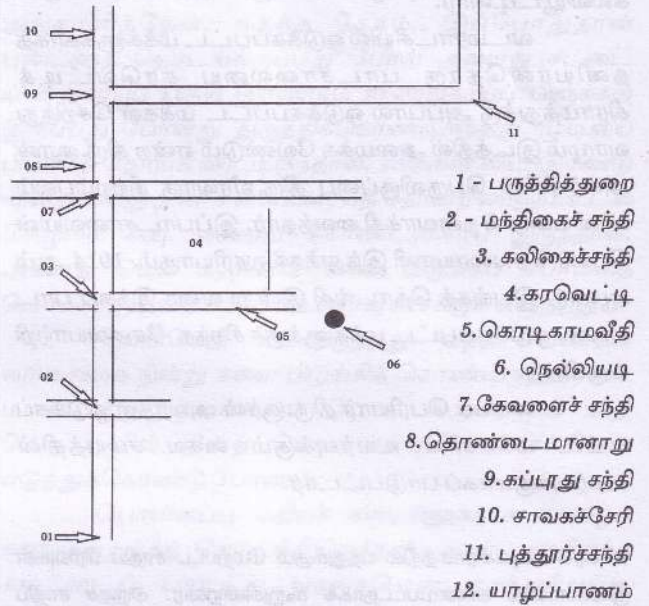 10
09
11
08
07
04
03
05
06
02
01
1 - பருத்தித்துறை
2 - மந்திகைச் சந்தி
3. கலிகைச்சந்தி
4.கரவெட்டி
5.கொடிகாமவீதி
6. நெல்லியடி
7.கேவளைச் சந்தி
8.தொண்டைமானாறு
9.கப்பூது சந்தி
10. சாவகச்சேரி
11. புத்தூர்ச்சந்தி
12. யாழ்ப்பாணம்